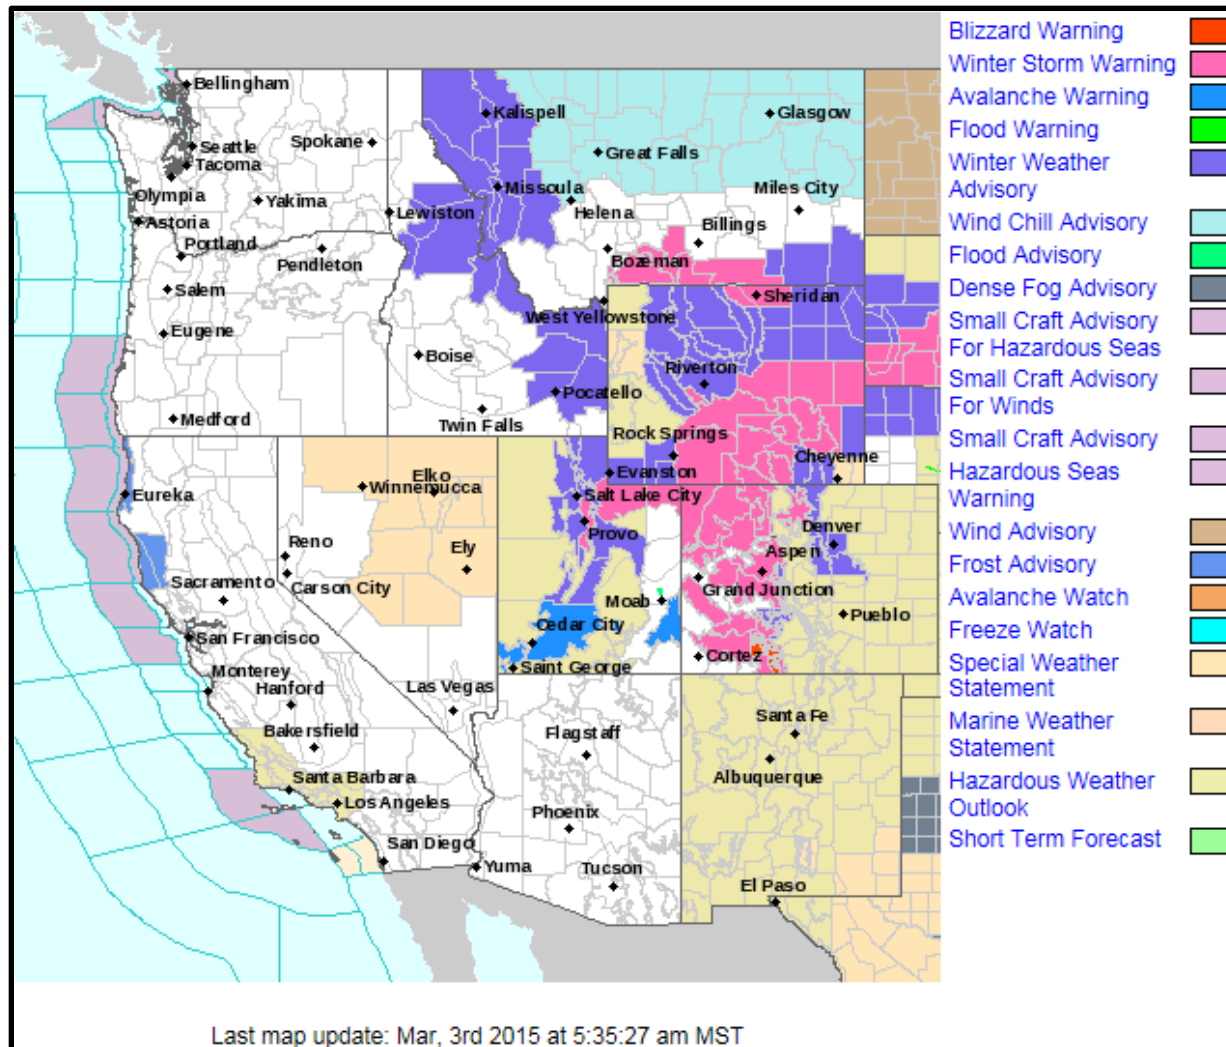 Bellingham
Kalispell
Glasgow
Spokane
Seattle
Great Falls
Tacoma
Missoula
Miles City
Olympia
Yakima
Lewiston
Helena
Astoria
Billings
Portland
Pendleton
Bozeman
Salem
Sheridan
West Yellowstone
Eugene
Boise
Riverton
Pocatello
Medford
Twin Falls
Rock Springs
Cheyenne
Evanston
Elko
Winnemucca
Eureka
Salt Lake City
Provo
Denver
Reno
Ely
Aspen
Sacramento
Carson City
Grand Junction
Moab
Pueblo
Cedar City
San Francisco
Cortez
Saint George
Monterey
Hanford
Las Vegas
Santa Fe
Bakersfield
Flagstaff
Santa Barbara
Albuquerque
Los Angeles
Phoenix
San Diego
Yuma
Tucson
El Paso
Blizzard Warning
Winter Storm Warning
Avalanche Warning
Flood Warning
Winter Weather
Advisory
Wind Chill Advisory
Flood Advisory
Dense Fog Advisory
Small Craft Advisory
For Hazardous Seas
Small Craft Advisory
For Winds
Small Craft Advisory
Hazardous Seas
Warning
Wind Advisory
Frost Advisory
Avalanche Watch
Freeze Watch
Special Weather
Statement
Marine Weather
Statement
Hazardous Weather
Outlook
Short Term Forecast
Last map update: Mar, 3rd 2015 at 5:35:27 am MST